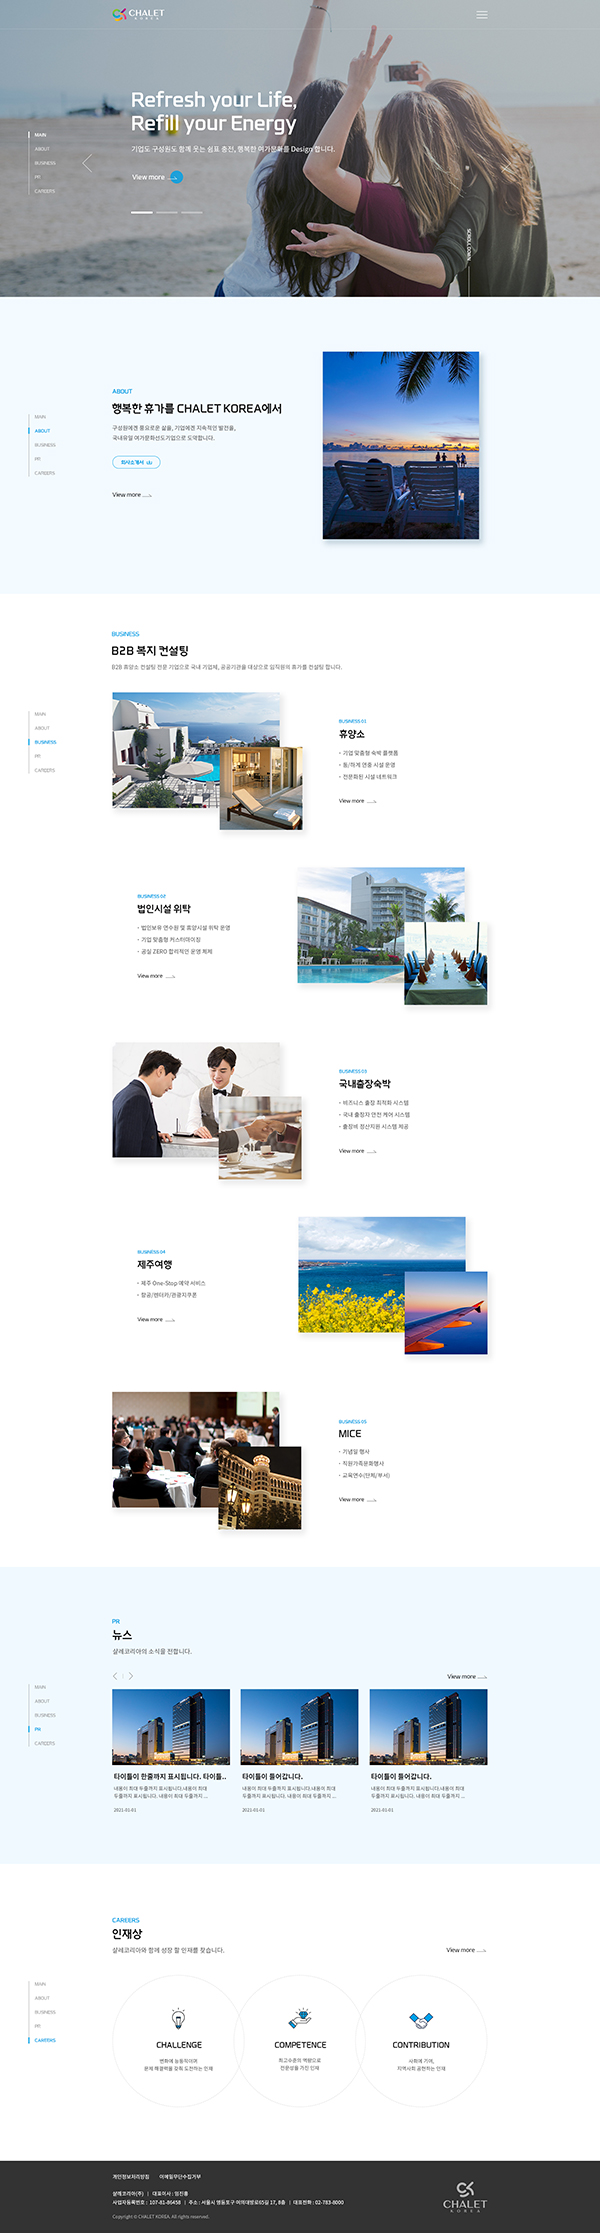 CHALET
KOREA
Refresh your Life,
Refill your Energy
기업도 구성원도 함께 웃는 쉼표 충전, 행복한 여가문화를 Design 합니다.
View more
MAIN
ABOUT
BUSINESS
PR
CAREERS
SCROLL DOWN
ABOUT
행복한 휴가를 CHALET KOREA에서
구성원에겐 풍요로운 삶을, 기업에겐 지속적인 발전을,
국내유일 여가문화선도기업으로 도약합니다.
회사소개서
View more
MAIN
ABOUT
BUSINESS
PR
CAREERS
BUSINESS
B2B 복지 컨설팅
B2B 휴양소 컨설팅 전문 기업으로 국내 기업체, 공공기관을 대상으로 임직원의 휴가를 컨설팅 합니다.
MAIN
ABOUT
BUSINESS
PR
CAREERS
BUSINESS 01
휴양소
· 기업 맞춤형 숙박 플랫폼
· 동/하계 연중 시설 운영
· 전문화된 시설 네트워크
View more
BUSINESS 02
법인시설 위탁
· 법인보유 연수원 및 휴양시설 위탁 운영
· 기업 맞춤형 커스터마이징
· 공실 ZERO 합리적인 운영 체제
View more
BUSINESS 03
국내출장숙박
· 비즈니스 출장 최적화 시스템
· 국내 출장자 안전 케어 시스템
· 출장비 정산지원 시스템 제공
View more
BUSINESS 04
제주여행
· 제주 One-Stop 예약 서비스
· 항공/렌터카/관광지쿠폰
View more
BUSINESS 05
MICE
· 기념일 행사
· 직원가족문화행사
· 교육연수(단체/부서)
View more
PR
뉴스
샬레코리아의 소식을 전합니다.
View more
MAIN
ABOUT
BUSINESS
PR
CAREERS
타이틀이 한줄까지 표시됩니다. 타이틀..
내용이 최대 두줄까지 표시됩니다.내용이 최대
두줄까지 표시됩니다. 내용이 최대 두줄까지 ...
2021-01-01
타이틀이 들어갑니다.
내용이 최대 두줄까지 표시됩니다.내용이 최대
두줄까지 표시됩니다. 내용이 최대 두줄까지 ...
2021-01-01
타이틀이 들어갑니다.
내용이 최대 두줄까지 표시됩니다.내용이 최대
두줄까지 표시됩니다. 내용이 최대 두줄까지 ...
2021-01-01
CAREERS
인재상
샬레코리아와 함께 성장 할 인재를 찾습니다.
View more
MAIN
ABOUT
BUSINESS
PR
CAREERS
CHALLENGE
변화에 능동적이며
문제 해결력을 갖춰 도전하는 인재
COMPETENCE
최고수준의 역량으로
전문성을 가진 인재
CONTRIBUTION
사회에 기여,
지역사회 공헌하는 인재
개인정보처리방침 이메일무단수집거부
샬레코리아(주) | 대표이사 :
사업자등록번호 : 107-81-86458 | 주소 : 서울시 영등포구 여의대방로65길 17, 8층 | 대표전화 : 02-783-8000
Copyright © CHALET KOREA. All rights reserved.
CHALET
KOREA